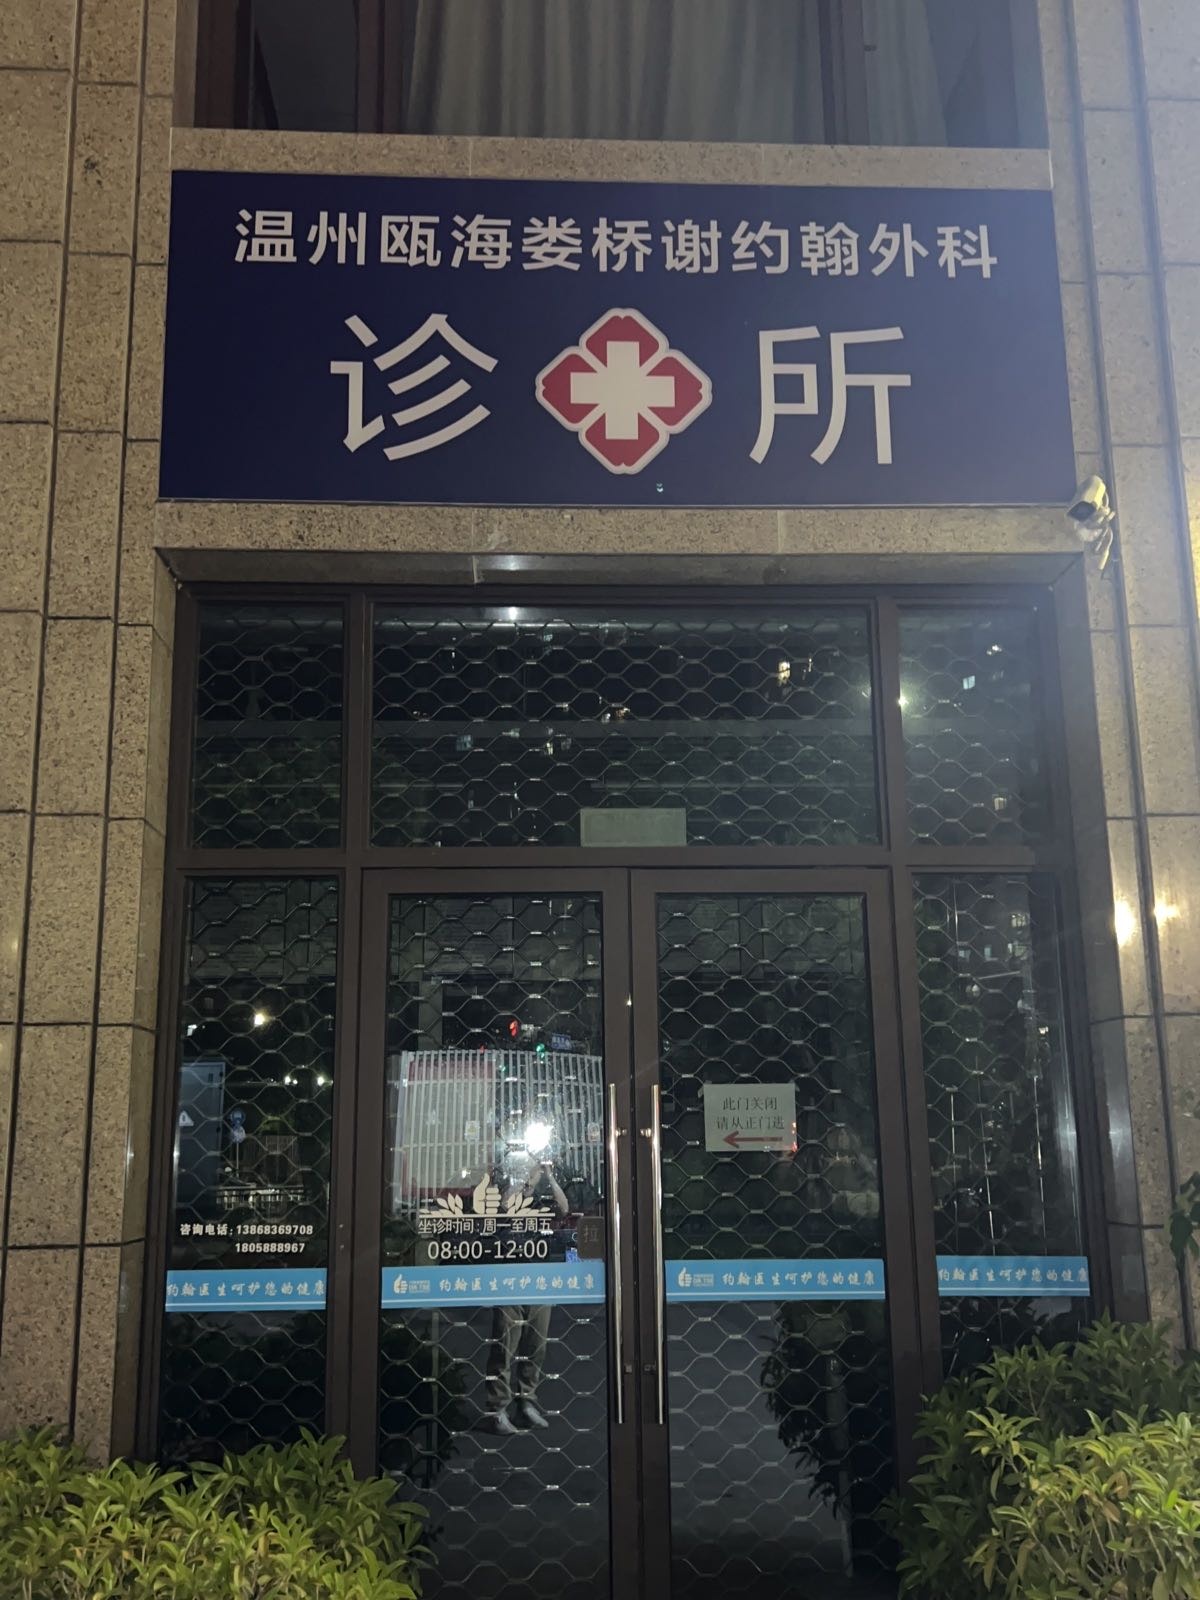 温州瓯海娄桥谢约翰外科
诊所
此门关闭
请从正门进
咨询电话：13868369708
1805888967
坐诊时间：周一至周五
08:00-12:00
拉
约翰医生呵护您的健康
约翰医生呵护您的健康
约翰医生呵护您的健康
约翰医生呵护您的健康